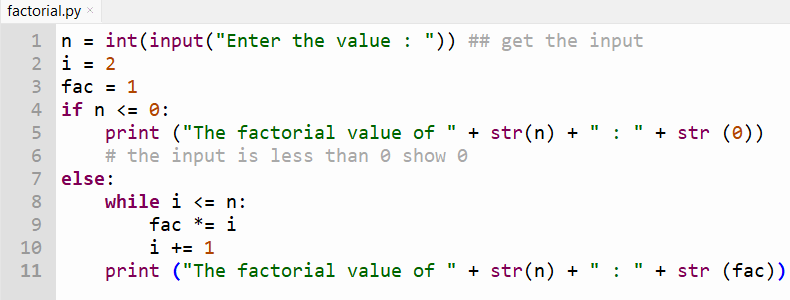 factorial.py ×
1 n = int(input("Enter the value : ")) ## get the input
2 i = 2
3 fac = 1
4 if n <= 0:
5     print ("The factorial value of " + str(n) + " : " + str (0))
6     # the input is less than 0 show 0
7 else:
8     while i <= n:
9         fac *= i
10         i += 1
11     print ("The factorial value of " + str(n) + " : " + str (fac))